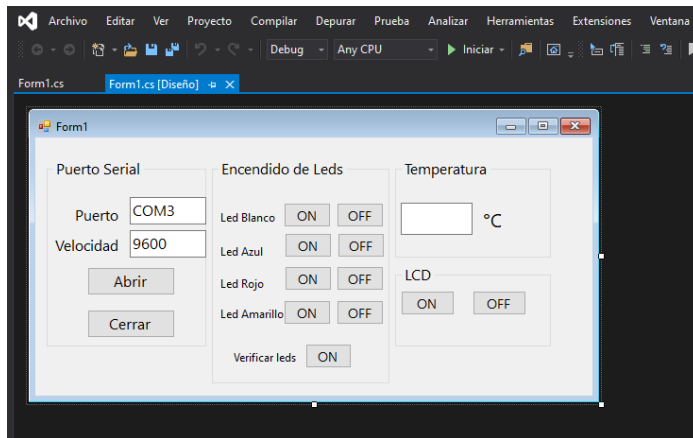 Archivo Editar Ver Proyecto Compilar Depurar Prueba Analizar Herramientas Extensiones Ventana
Debug Any CPU Iniciar
Form1.cs Form1.cs [Diseño]
Form1
Puerto Serial
Puerto COM3
Velocidad 9600
Abrir
Cerrar
Encendido de Leds
Led Blanco ON OFF
Led Azul ON OFF
Led Rojo ON OFF
Led Amarillo ON OFF
Verificar leds ON
Temperatura
°C
LCD
ON OFF